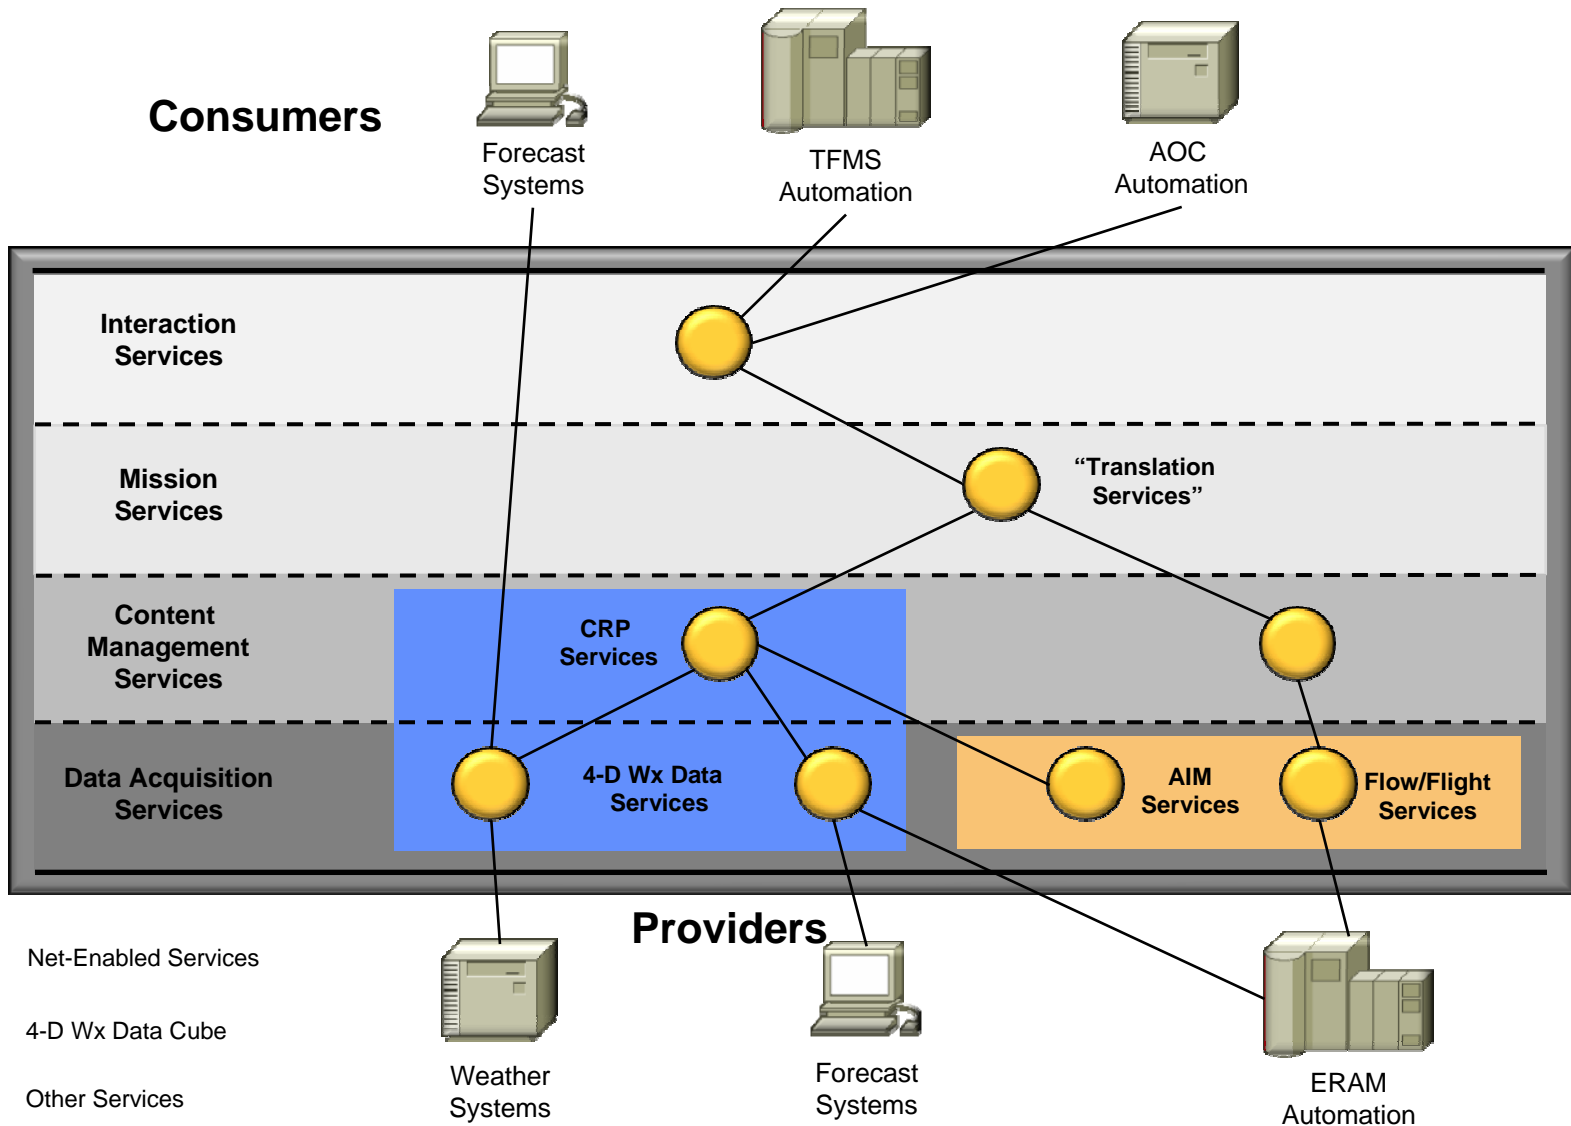 Consumers
Forecast
Systems
TFMS
Automation
AOC
Automation
Interaction
Services
Mission
Services
“Translation
Services”
Content
Management
Services
CRP
Services
Data Acquisition
Services
4-D Wx Data
Services
AIM
Services
Flow/Flight
Services
Providers
Net-Enabled Services
4-D Wx Data Cube
Other Services
Weather
Systems
Forecast
Systems
ERAM
Automation